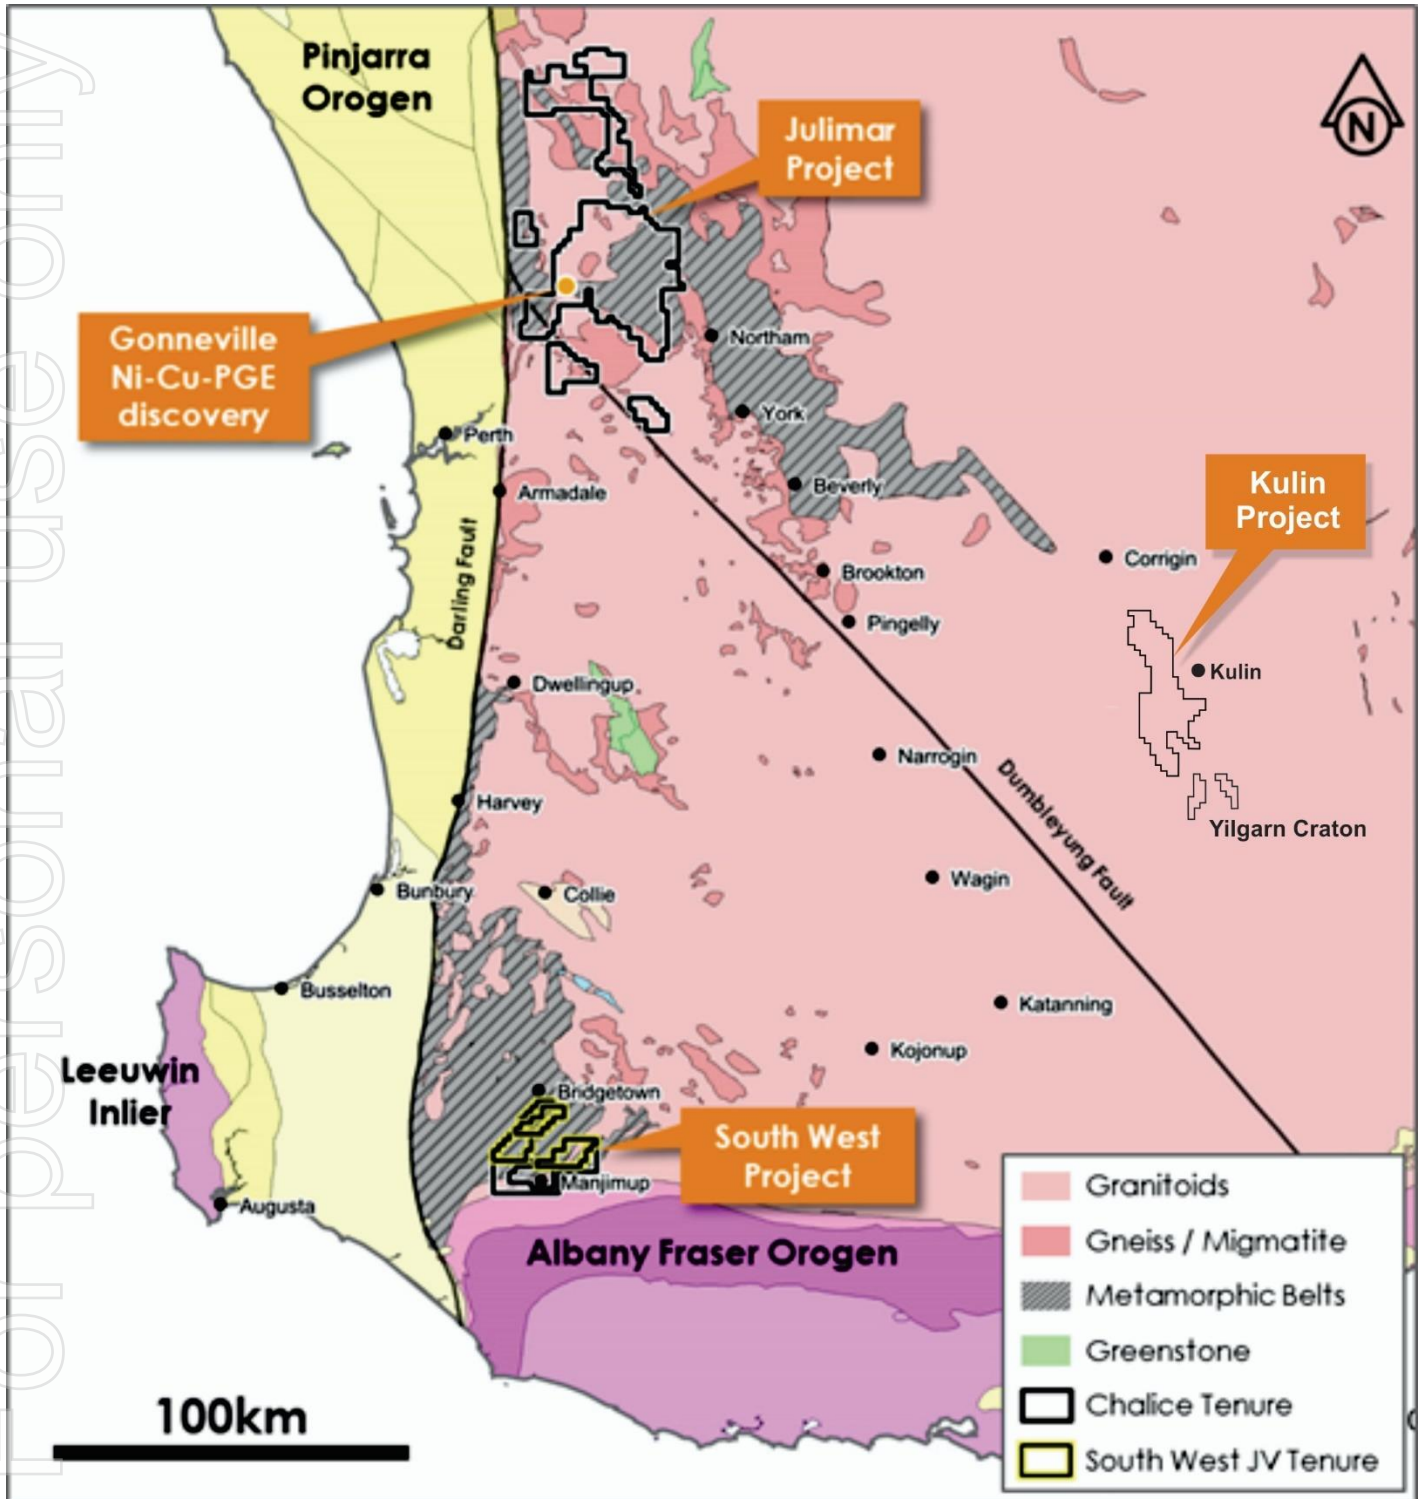 For personal use only
Pinjarra
Orogen
Julimar
Project
N
Gonneville
Ni-Cu-PGE
discovery
Northam
York
Perth
Beverly
Armadale
Kulin
Project
Darling Fault
Corrigin
Brookton
Pingelly
Kulin
Dwellingup
Narrogin
Dumbleyung Fault
Harvey
Yilgarn Craton
Bunbury
Collie
Wagin
Busselton
Katanning
Kojonup
Leeuwin
Inlier
Bridgetown
South West
Project
Manjimup
Augusta
Albany Fraser Orogen
Granitoids
Gneiss / Migmatite
Metamorphic Belts
Greenstone
Chalice Tenure
South West JV Tenure
100km